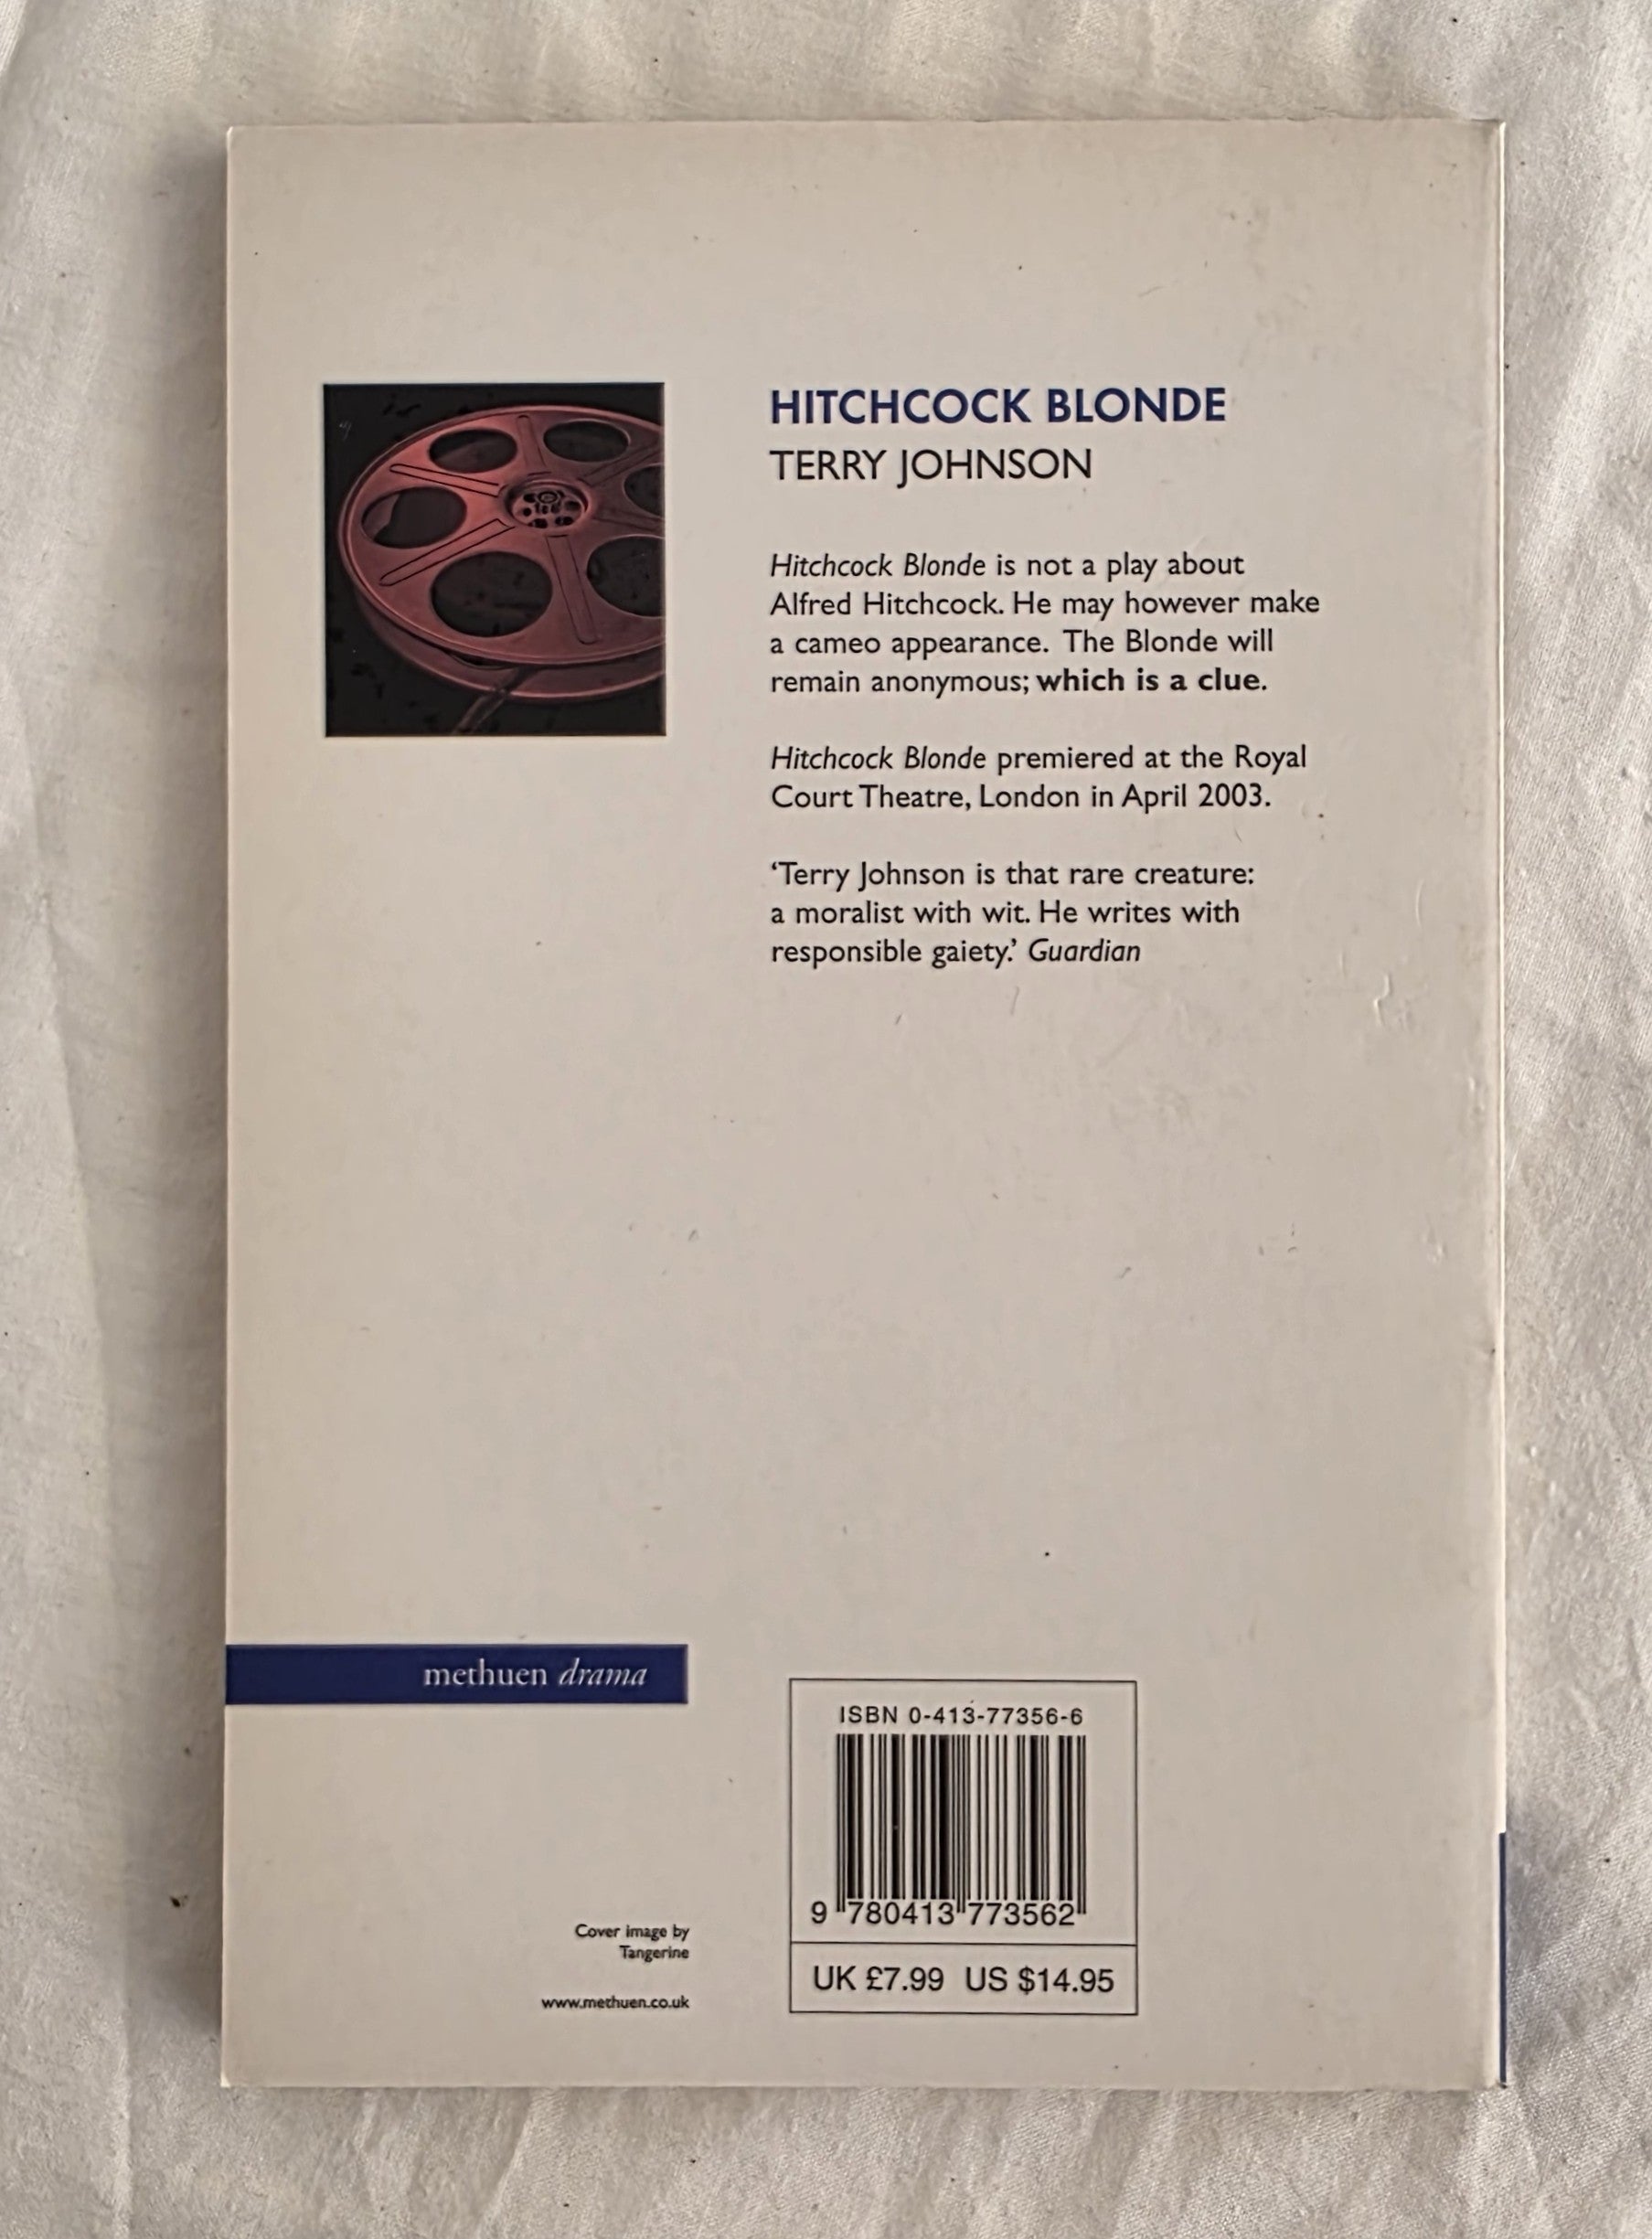 HITCHCOCK BLONDE
TERRY JOHNSON
Hitchcock Blonde is not a play about
Alfred Hitchcock. He may however make
a cameo appearance. The Blonde will
remain anonymous; which is a clue.
Hitchcock Blonde premiered at the Royal
Court Theatre, London in April 2003.
‘Terry Johnson is that rare creature:
a moralist with wit. He writes with
responsible gaiety.’ Guardian
methuen drama
Cover image by
Tangerine
www.methuen.co.uk
ISBN 0-413-77356-6
9 780413 773562
UK £7.99 US $14.95